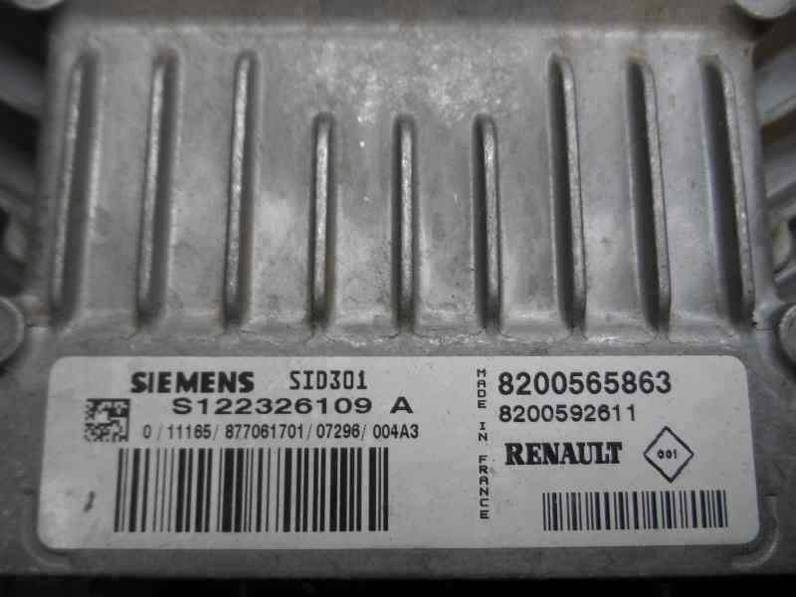 SIEMENS SID301
S122326109 A
0/11165/877061701/07296/004A3
MADE IN FRANCE
8200565863
8200592611
RENAULT 001